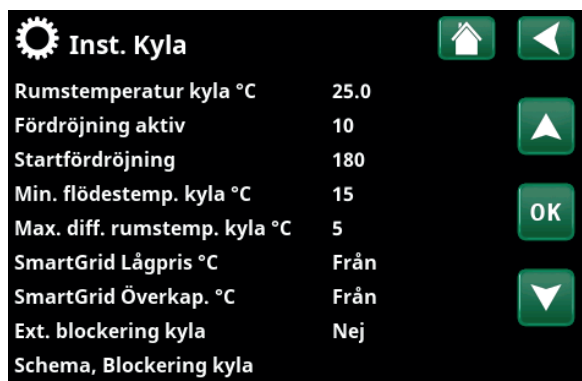 Inst. Kyla
Rumstemperatur kyla °C 25.0
Fördröjning aktiv 10
Startfördröjning 180
Min. flödestemp. kyla °C 15
Max. diff. rumstemp. kyla °C 5
OK
SmartGrid Lågpris °C Från
SmartGrid Överkap. °C Från
Ext. blockering kyla Nej
Schema, Blockering kyla